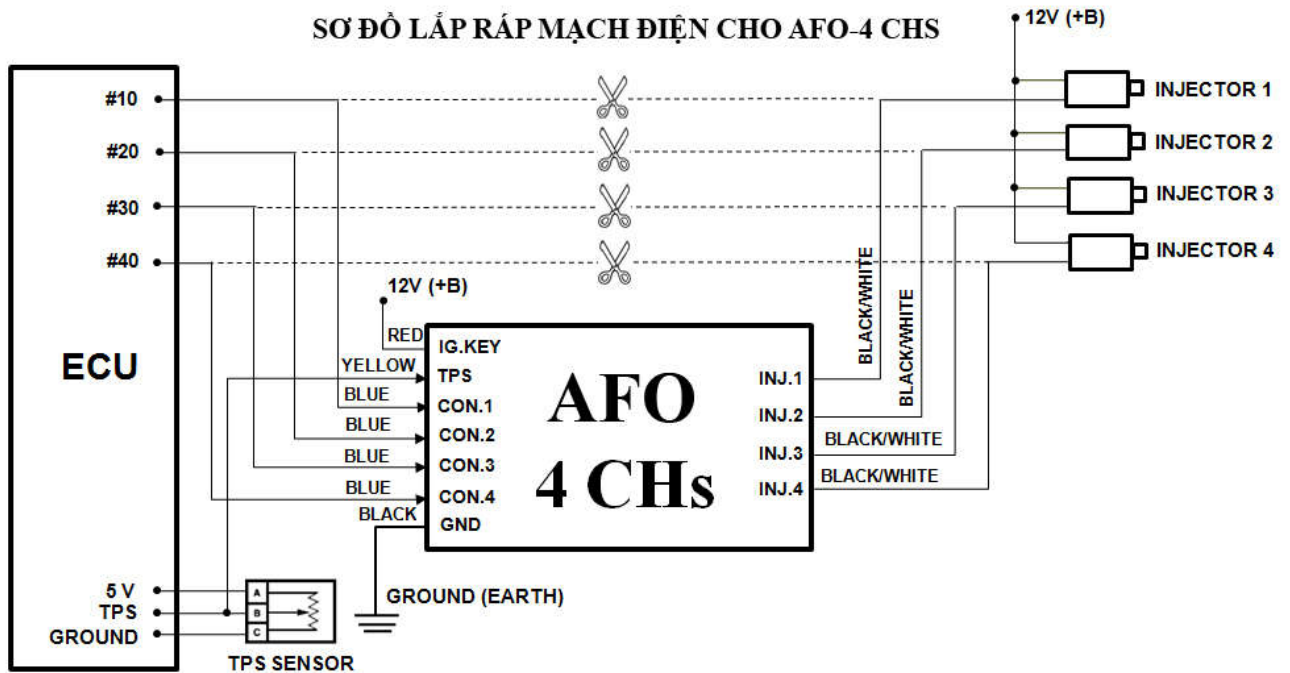 SƠ ĐỒ LẮP RÁP MẠCH ĐIỆN CHO AFO-4 CHS
12V (+B)
#10
INJECTOR 1
#20
INJECTOR 2
#30
INJECTOR 3
#40
INJECTOR 4
12V (+B)
BLACK/WHITE
BLACK/WHITE
ECU
RED
IG.KEY
YELLOW
TPS
BLUE
CON.1
BLUE
CON.2
BLUE
CON.3
BLUE
CON.4
BLACK
GND
AFO
4 CHs
INJ.1
INJ.2
INJ.3
BLACK/WHITE
INJ.4
BLACK/WHITE
GROUND (EARTH)
5 V
TPS
GROUND
A
B
C
TPS SENSOR